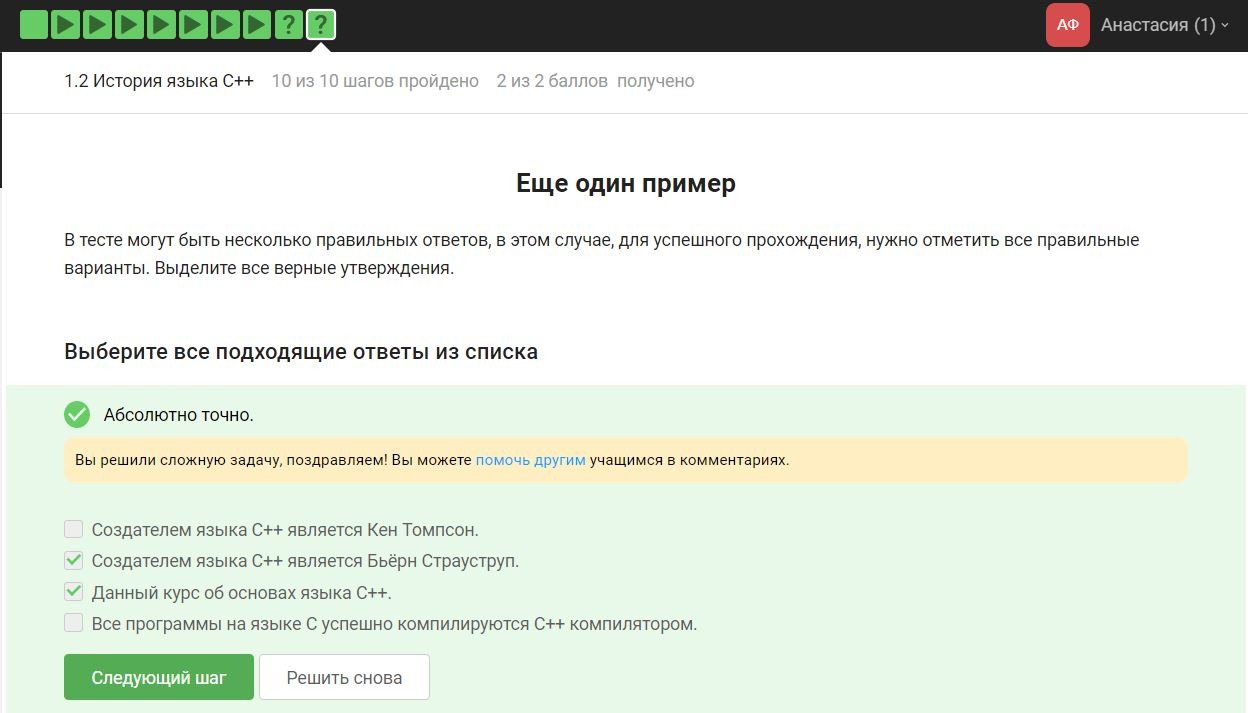 ? ?
АФ Анастасия (1)
1.2 История языка C++ 10 из 10 шагов пройдено 2 из 2 баллов получено
Еще один пример
В тесте могут быть несколько правильных ответов, в этом случае, для успешного прохождения, нужно отметить все правильные
варианты. Выделите все верные утверждения.
Выберите все подходящие ответы из списка
Абсолютно точно.
Вы решили сложную задачу, поздравляем! Вы можете помочь другим учащимся в комментариях.
Создателем языка C++ является Кен Томпсон.
Создателем языка C++ является Бьёрн Страуструп.
Данный курс об основах языка C++.
Все программы на языке C успешно компилируются C++ компилятором.
Следующий шаг Решить снова